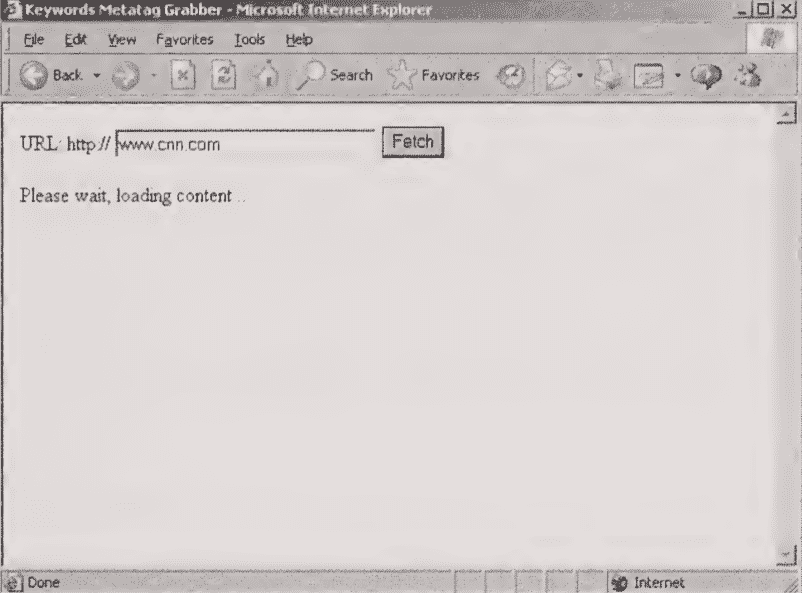 Keywords Metatag Grabber - Microsoft Internet Explorer
File Edit View Favorites Tools Help
Back Search Favorites
URL: http:// www.cnn.com Fetch
Please wait, loading content ..
Done Internet